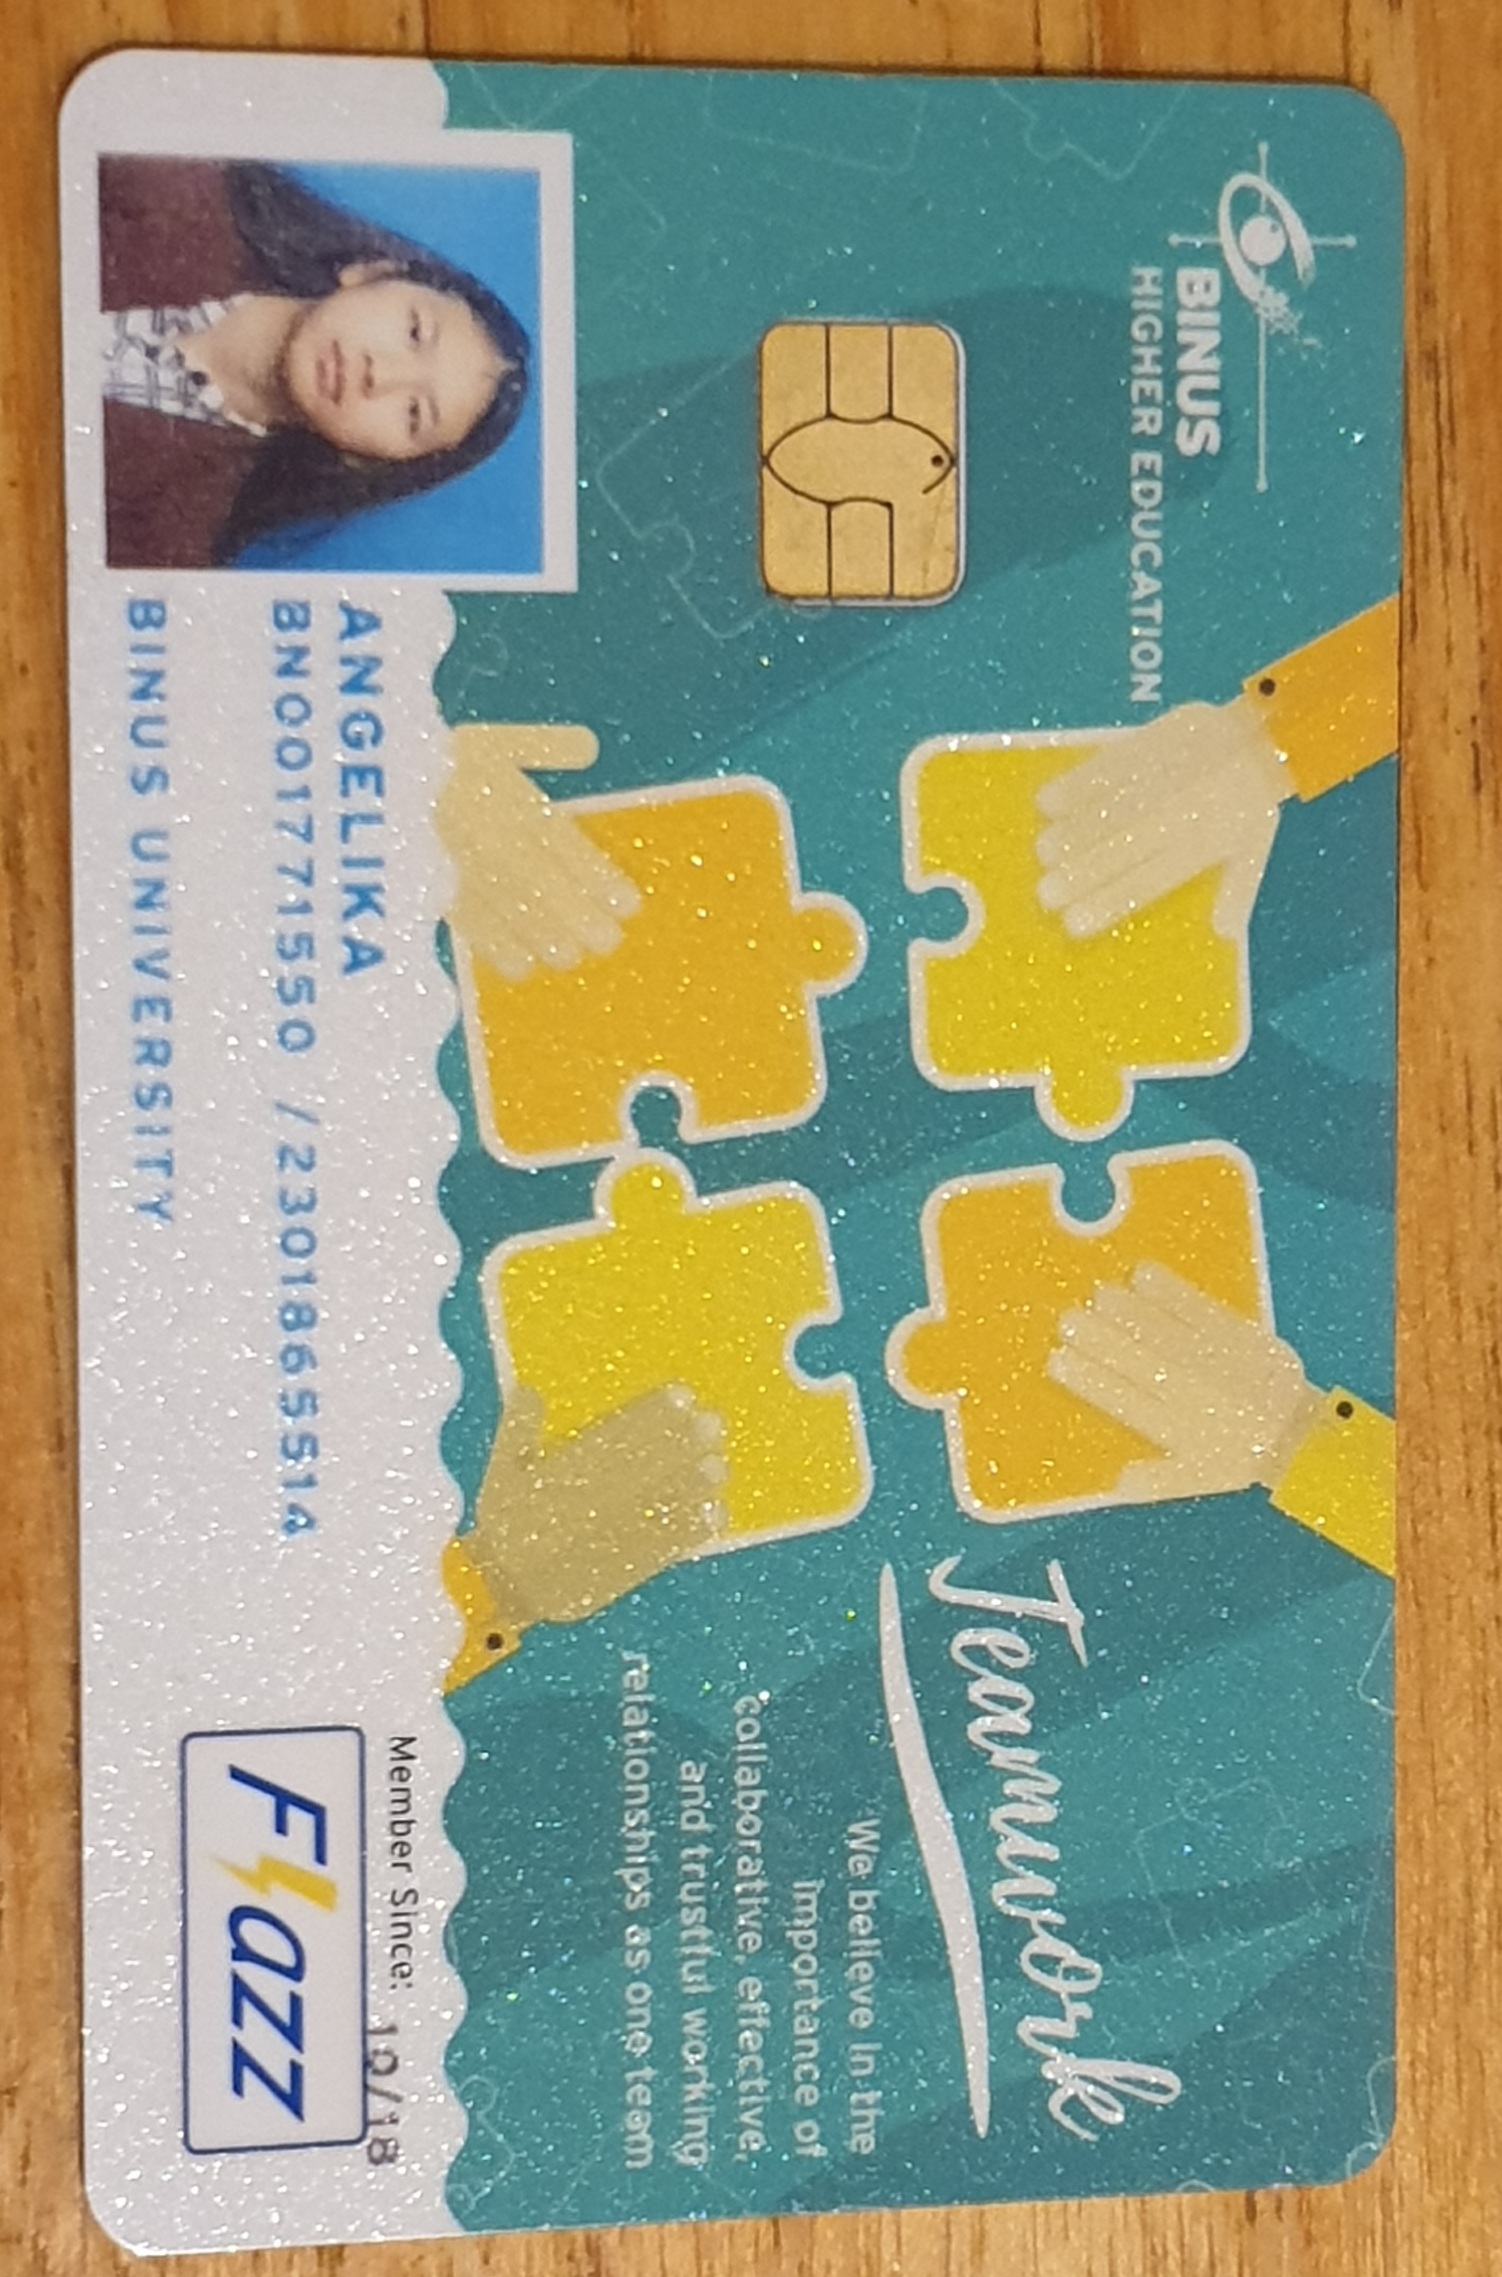 BINUS
HIGHER EDUCATION
Teamwork
We believe in the
importance of
collaborative, effective,
and trustful working
relationships as one team
Member Since: 10/18
ANGELIKA
BN001771550 /2301865514
BINUS UNIVERSITY
Flazz